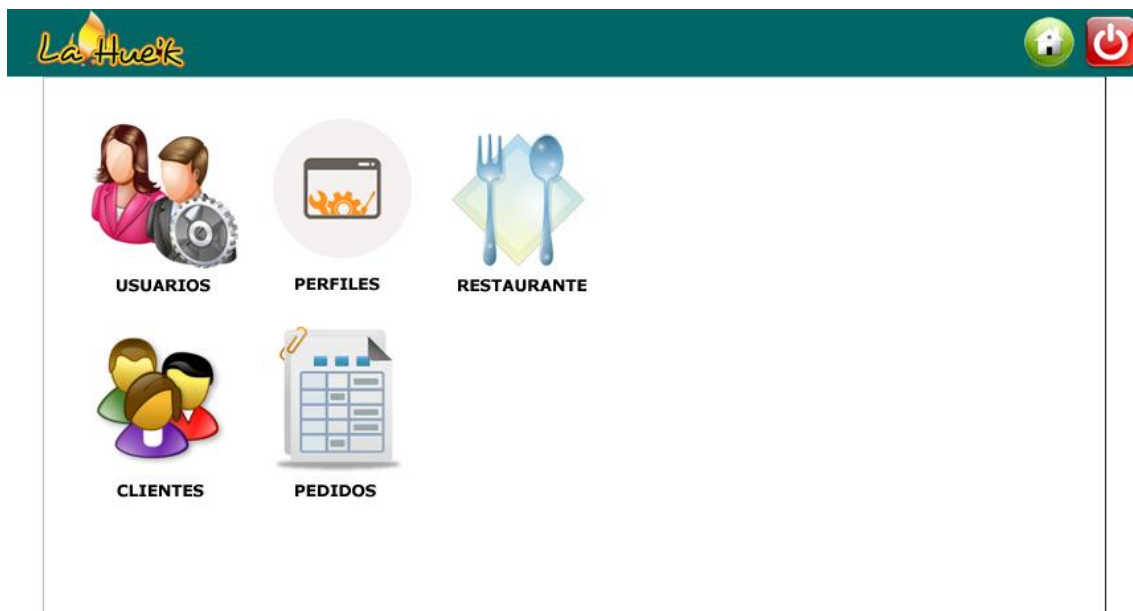 La Hueik
USUARIOS
PERFILES
RESTAURANTE
CLIENTES
PEDIDOS